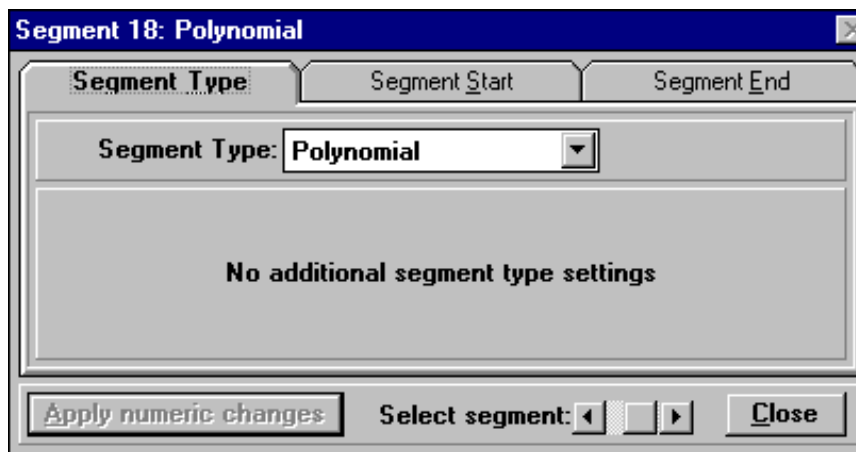 Segment 18: Polynomial
Segment Type Segment Start Segment End
Segment Type: Polynomial
No additional segment type settings
Apply numeric changes Select segment: Close